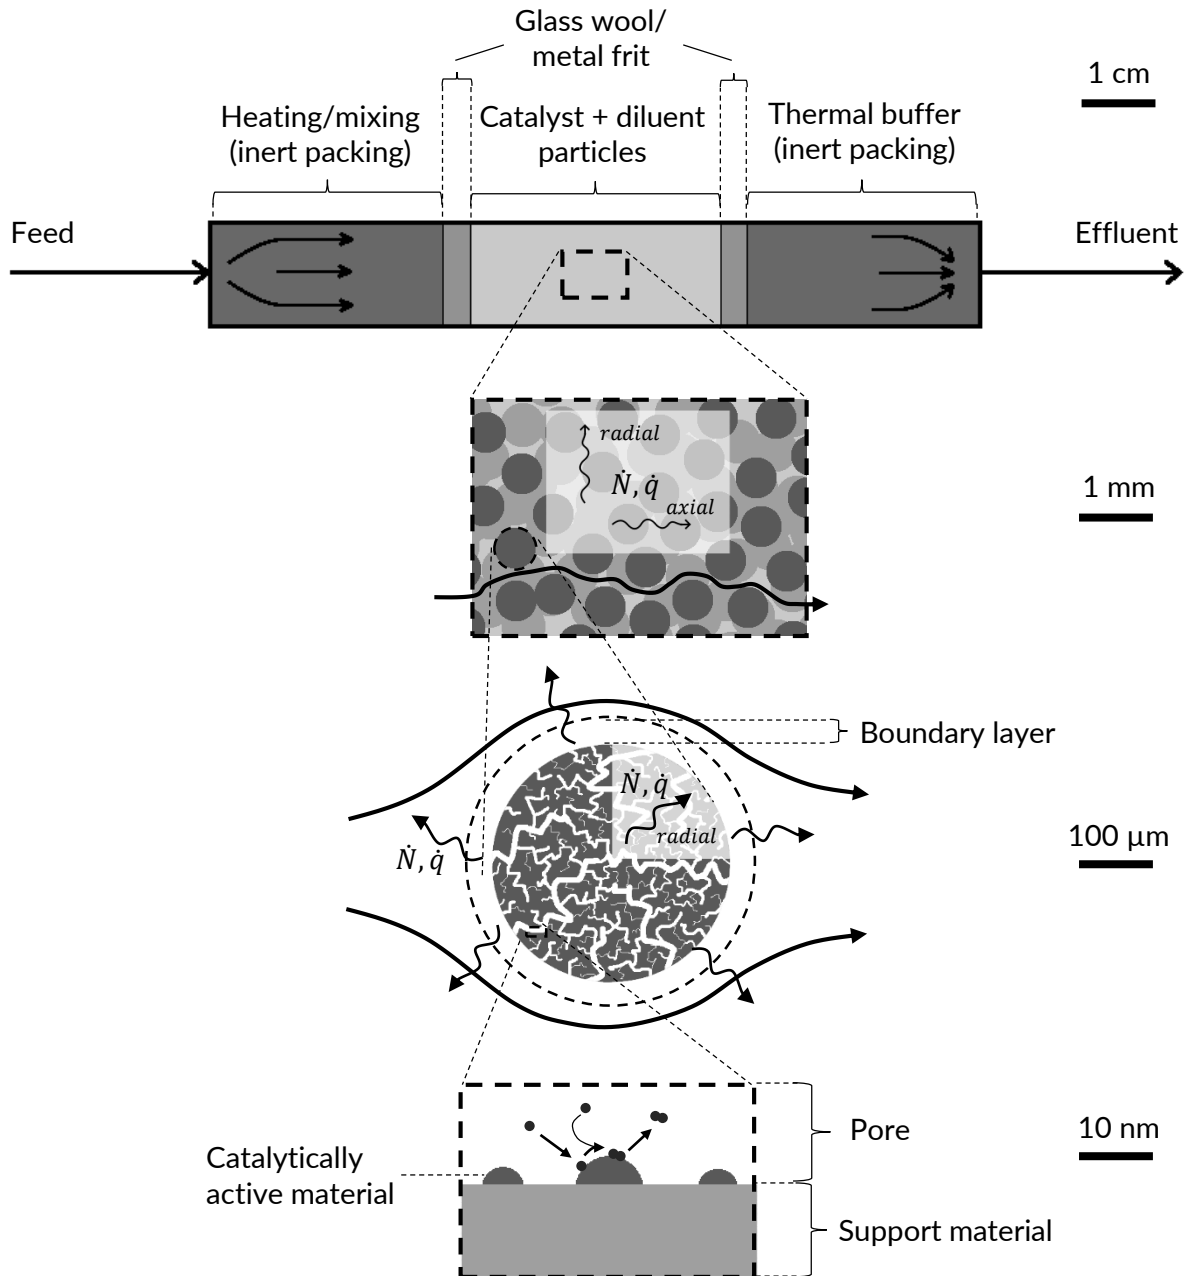 Glass wool/
metal frit
1 cm
Heating/mixing
(inert packing)
Catalyst + diluent
particles
Thermal buffer
(inert packing)
Feed
Effluent
radial
Ṅ, q̇
axial
1 mm
Boundary layer
Ṅ, q̇
radial
100 µm
Ṅ, q̇
Pore
10 nm
Catalytically
active material
Support material